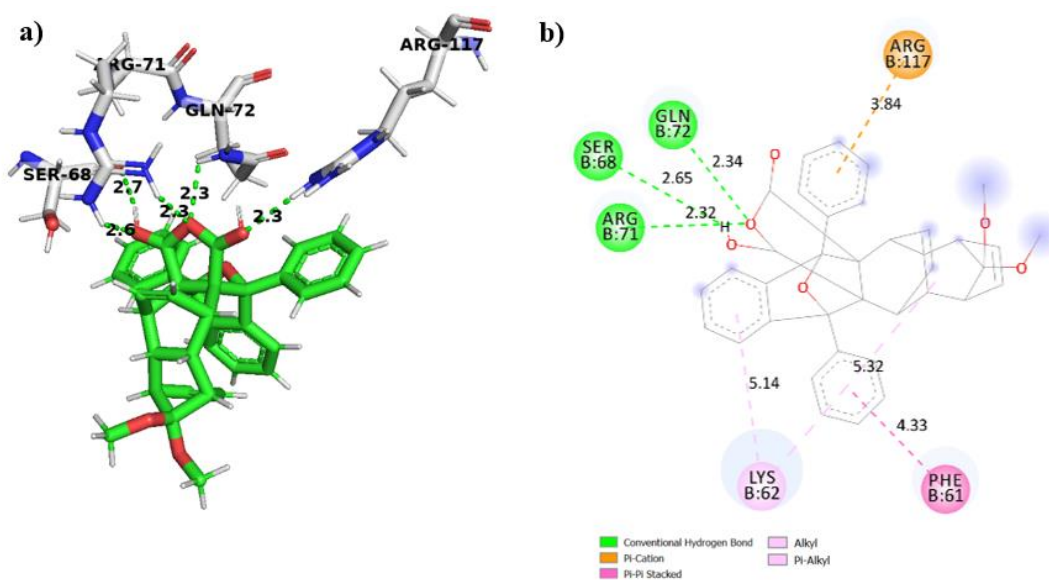 a)
ARG-71
ARG-117
GLN-72
SER-68
2.7
2.3
2.3
2.6
2.3
b)
ARG
B:117
3.84
GLN
B:72
SER
B:68
2.34
2.65
ARG
B:71
2.32
O
O
H
O
O
O
O
5.32
5.14
4.33
LYS
B:62
PHE
B:61
Conventional Hydrogen Bond
Pi-Cation
Pi-Pi Stacked
Alkyl
Pi-Alkyl